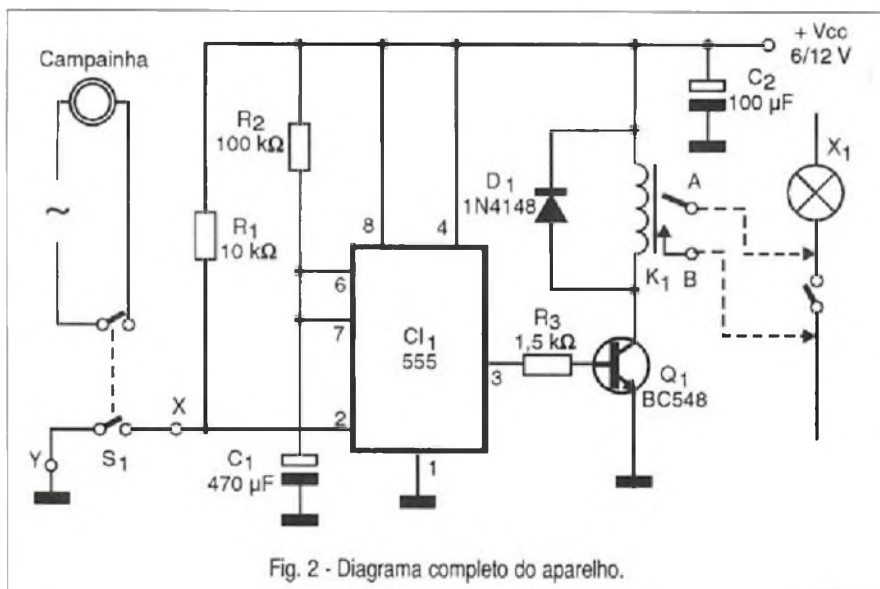 Campainha
~
R2
100 kΩ
R1
10 kΩ
8
4
6
7
2
3
1
CI1
555
D1
1N4148
K1
A
B
+ Vcc
6/12 V
C2
100 µF
X1
R3
1,5 kΩ
Q1
BC548
X
Y
S1
C1
470 µF
Fig. 2 - Diagrama completo do aparelho.